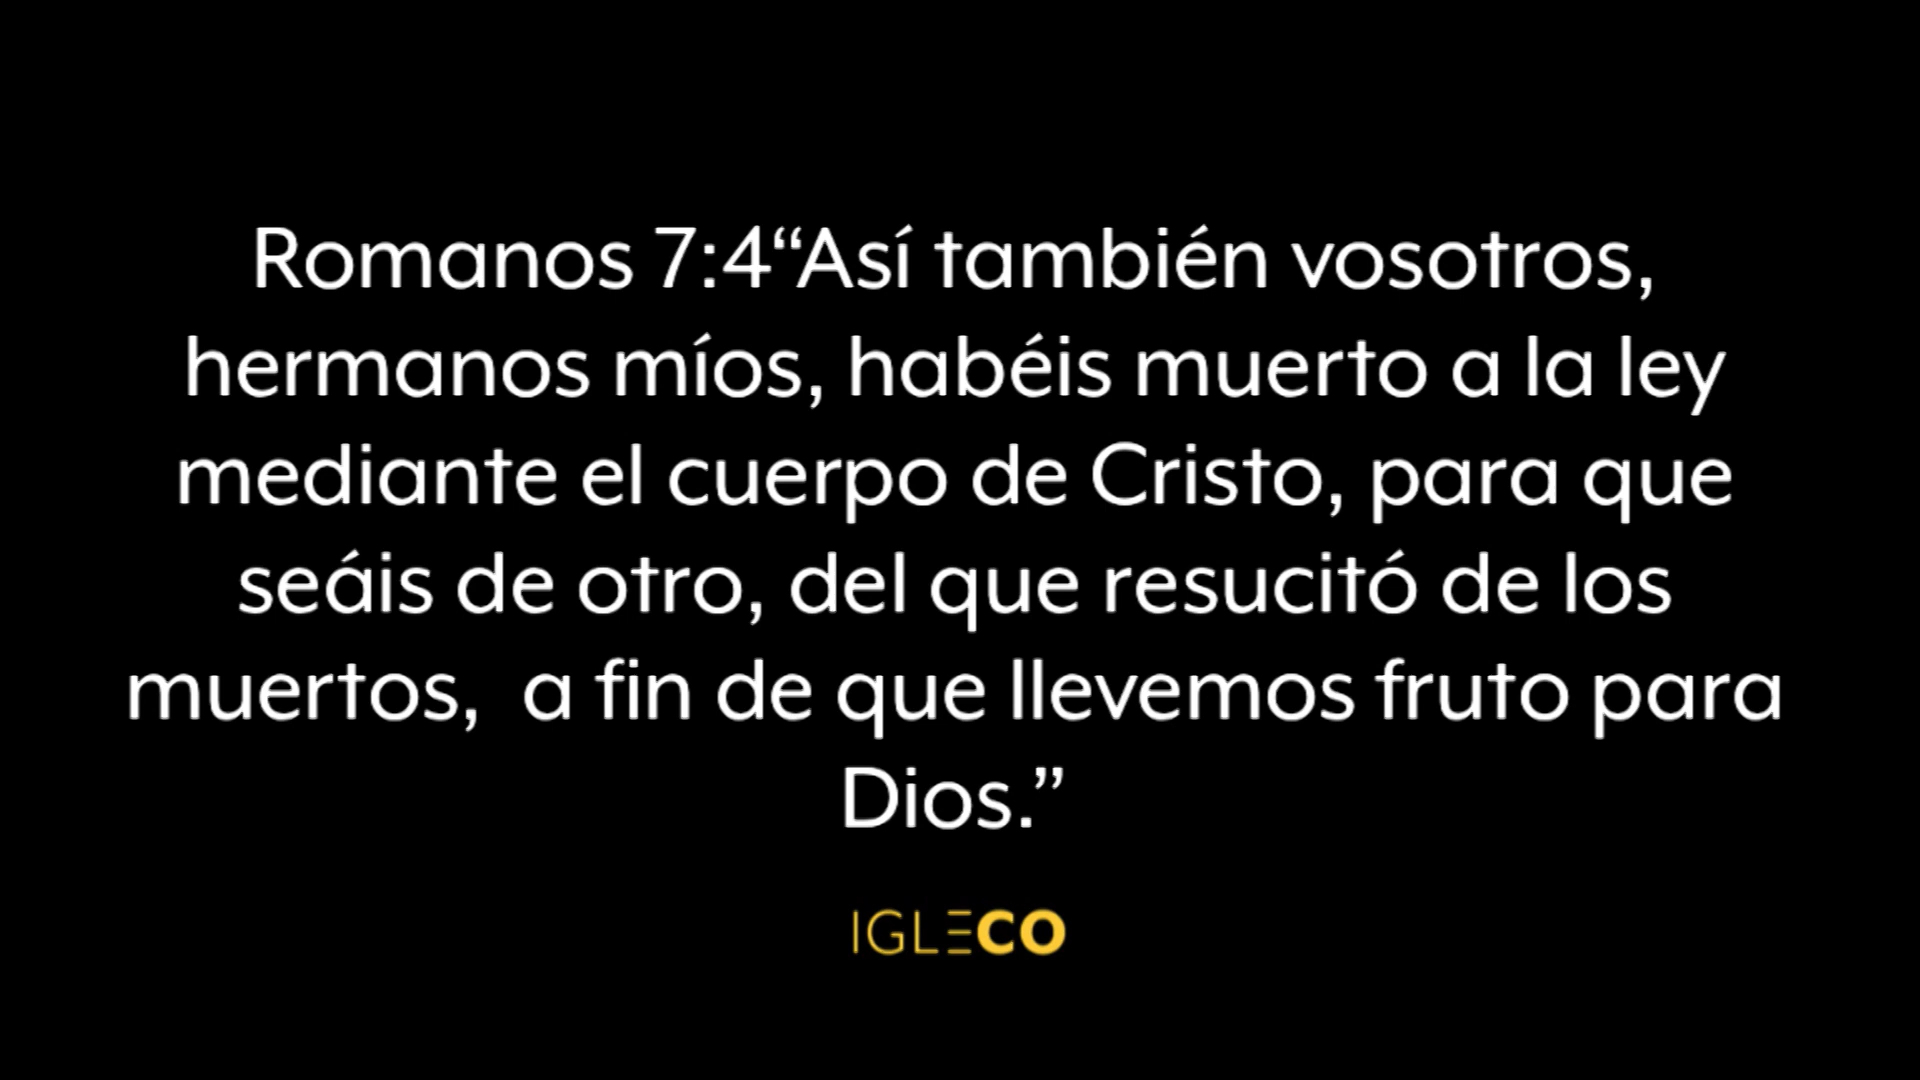 Romanos 7:4“Así también vosotros,
hermanos míos, habéis muerto a la ley
mediante el cuerpo de Cristo, para que
seáis de otro, del que resucitó de los
muertos,  a fin de que llevemos fruto para
Dios.”
IGLECO